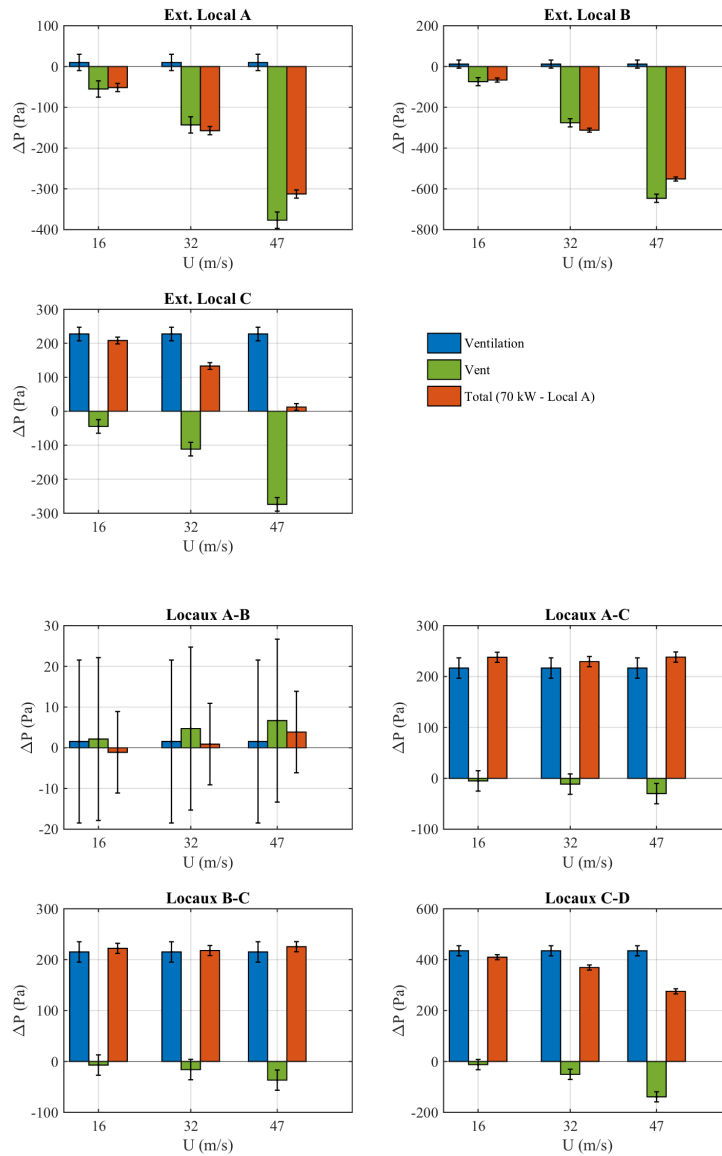 Ext. Local A
100
0
-100
-200
-300
-400
ΔP (Pa)
16 32 47
U (m/s)
Ext. Local B
200
0
-200
-400
-600
-800
ΔP (Pa)
16 32 47
U (m/s)
Ext. Local C
300
200
100
0
-100
-200
-300
ΔP (Pa)
16 32 47
U (m/s)
Ventilation
Vent
Total (70 kW - Local A)
Locaux A-B
30
20
10
0
-10
-20
ΔP (Pa)
16 32 47
U (m/s)
Locaux A-C
300
200
100
0
-100
ΔP (Pa)
16 32 47
U (m/s)
Locaux B-C
300
200
100
0
-100
ΔP (Pa)
16 32 47
U (m/s)
Locaux C-D
600
400
200
0
-200
ΔP (Pa)
16 32 47
U (m/s)